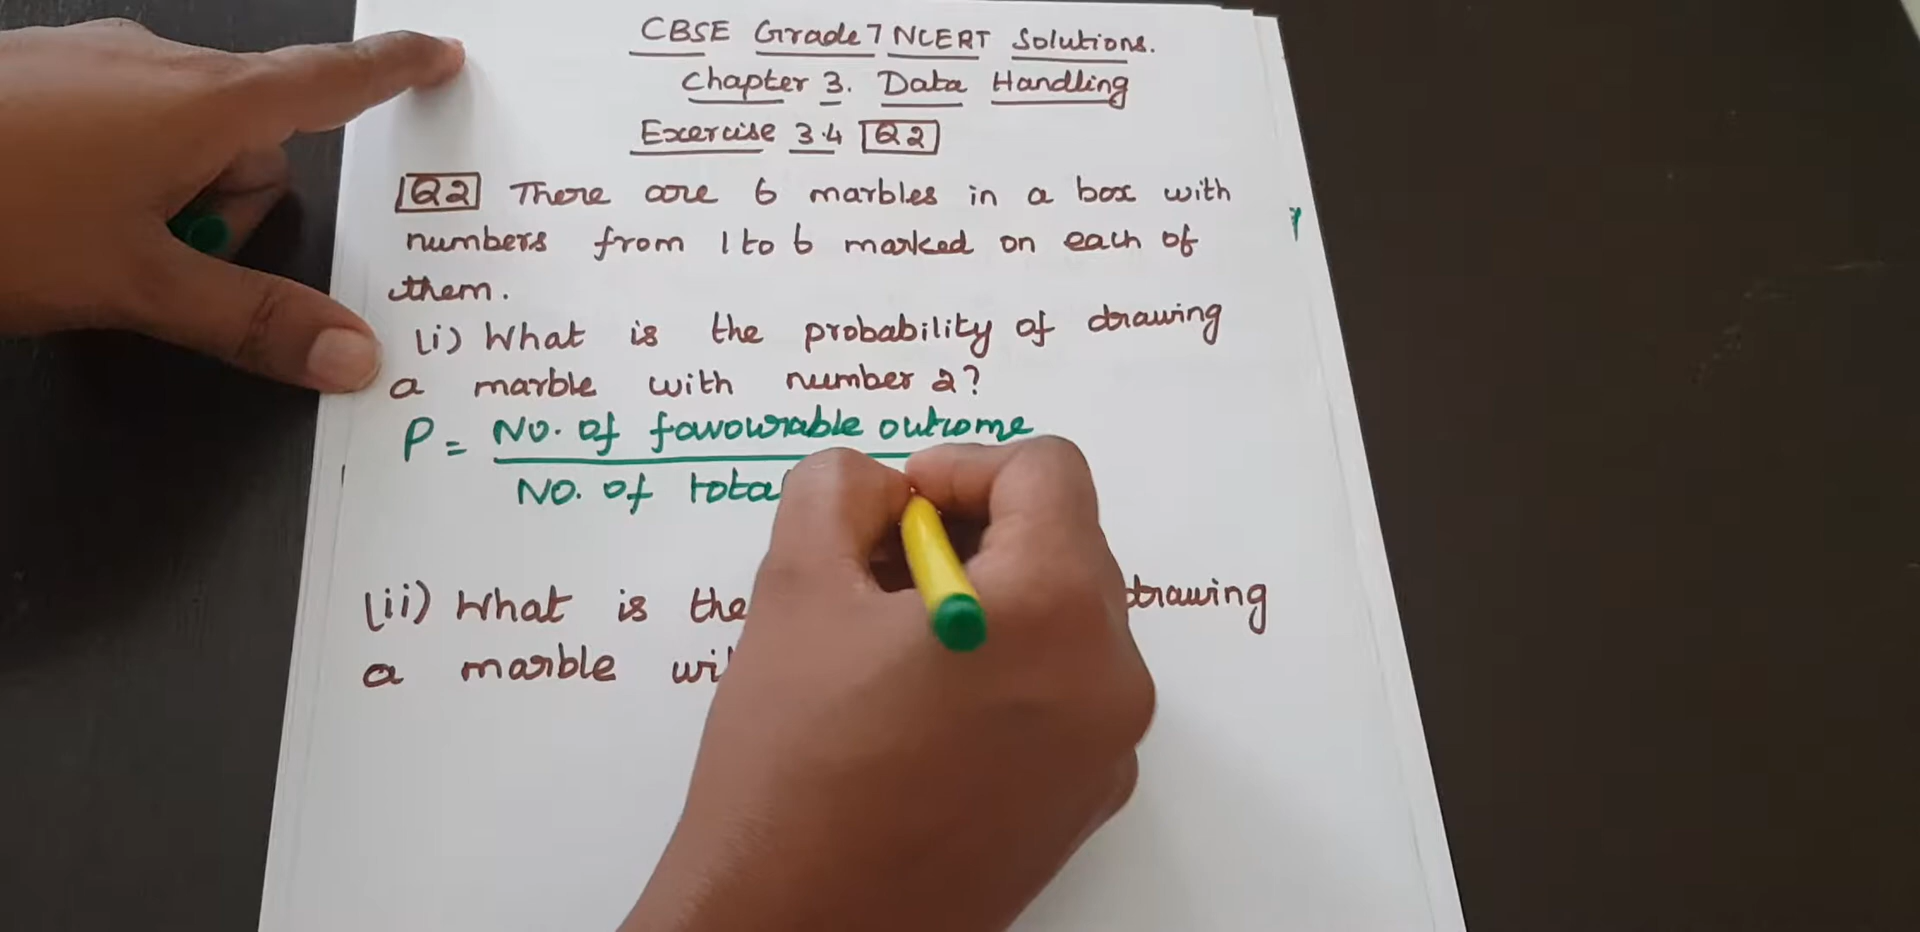 CBSE Grade 7 NCERT Solutions.
Chapter 3. Data Handling
Exercise 3.4 Q2
Q2 There are 6 marbles in a box with
numbers from 1 to 6 marked on each of
them.
(i) What is the probability of drawing
a marble with number 2?
P = No. of favourable outcome
No. of tota
(ii) What is the drawing
a marble